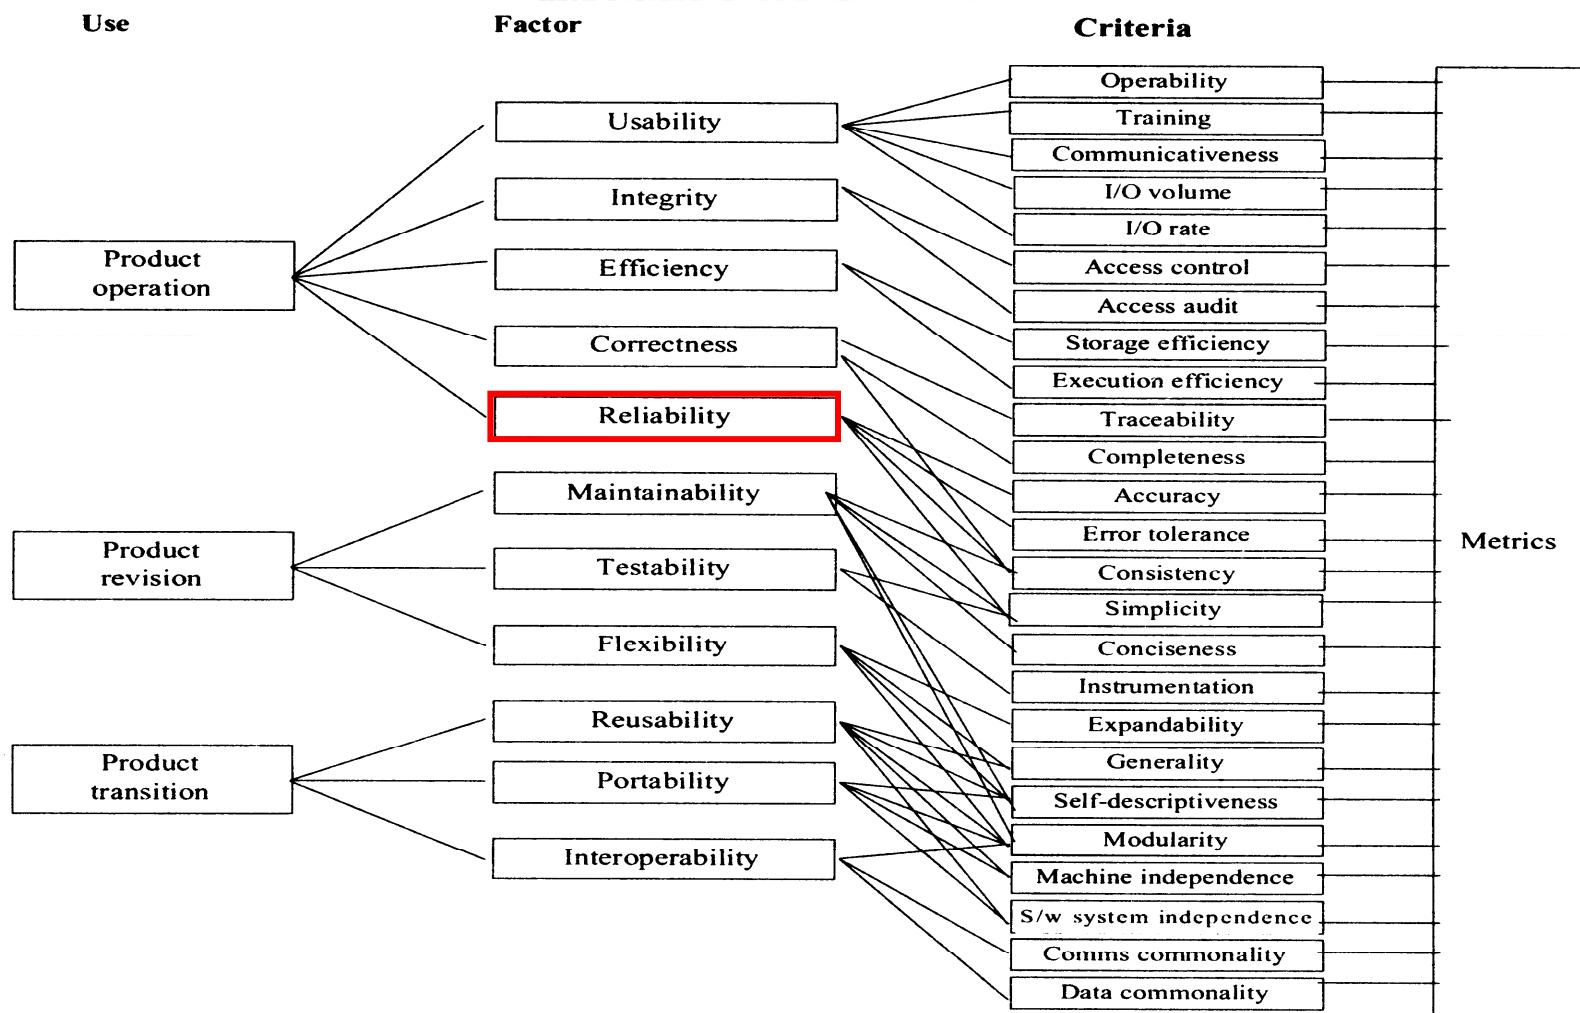 Use
Factor
Criteria
Product
operation
Product
revision
Product
transition
Usability
Integrity
Efficiency
Correctness
Reliability
Maintainability
Testability
Flexibility
Reusability
Portability
Interoperability
Operability
Training
Communicativeness
I/O volume
I/O rate
Access control
Access audit
Storage efficiency
Execution efficiency
Traceability
Completeness
Accuracy
Error tolerance
Consistency
Simplicity
Conciseness
Instrumentation
Expandability
Generality
Self-descriptiveness
Modularity
Machine independence
S/w system independence
Comms commonality
Data commonality
Metrics